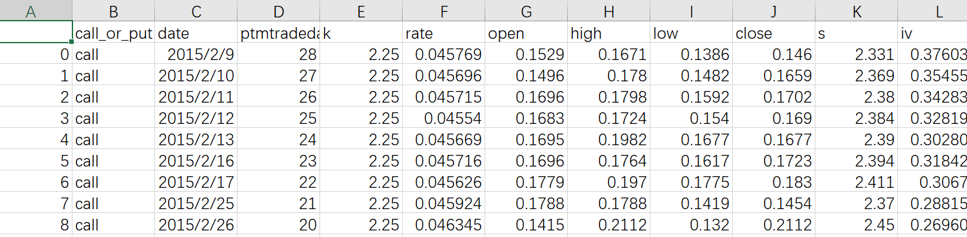 A B C D E F G H I J K L
call_or_put date ptmtradeda k rate open high low close s iv
0 call 2015/2/9 28 2.25 0.045769 0.1529 0.1671 0.1386 0.146 2.331 0.37603
1 call 2015/2/10 27 2.25 0.045696 0.1496 0.178 0.1482 0.1659 2.369 0.35455
2 call 2015/2/11 26 2.25 0.045715 0.1696 0.1798 0.1592 0.1702 2.38 0.34283
3 call 2015/2/12 25 2.25 0.04554 0.1683 0.1724 0.154 0.169 2.384 0.32819
4 call 2015/2/13 24 2.25 0.045669 0.1695 0.1982 0.1677 0.1677 2.39 0.30280
5 call 2015/2/16 23 2.25 0.045716 0.1696 0.1764 0.1617 0.1723 2.394 0.31842
6 call 2015/2/17 22 2.25 0.045626 0.1779 0.197 0.1775 0.183 2.411 0.3067
7 call 2015/2/25 21 2.25 0.045924 0.1788 0.1788 0.1419 0.1454 2.37 0.28815
8 call 2015/2/26 20 2.25 0.046345 0.1415 0.2112 0.132 0.2112 2.45 0.26960